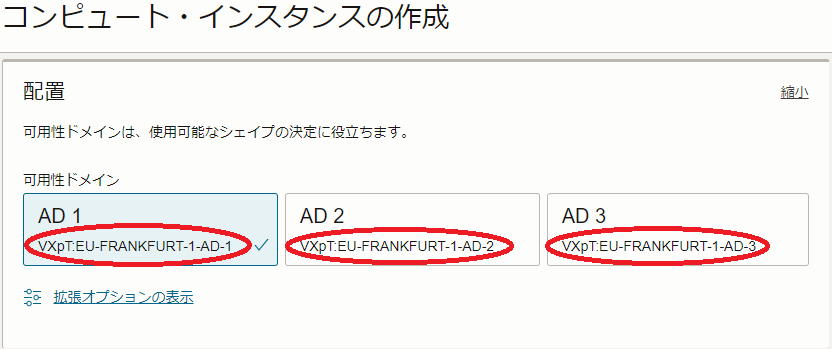 コンピュート・インスタンスの作成
配置
縮小
可用性ドメインは、使用可能なシェイプの決定に役立ちます。
可用性ドメイン
AD 1
VXpT:EU-FRANKFURT-1-AD-1
AD 2
VXpT:EU-FRANKFURT-1-AD-2
AD 3
VXpT:EU-FRANKFURT-1-AD-3
拡張オプションの表示